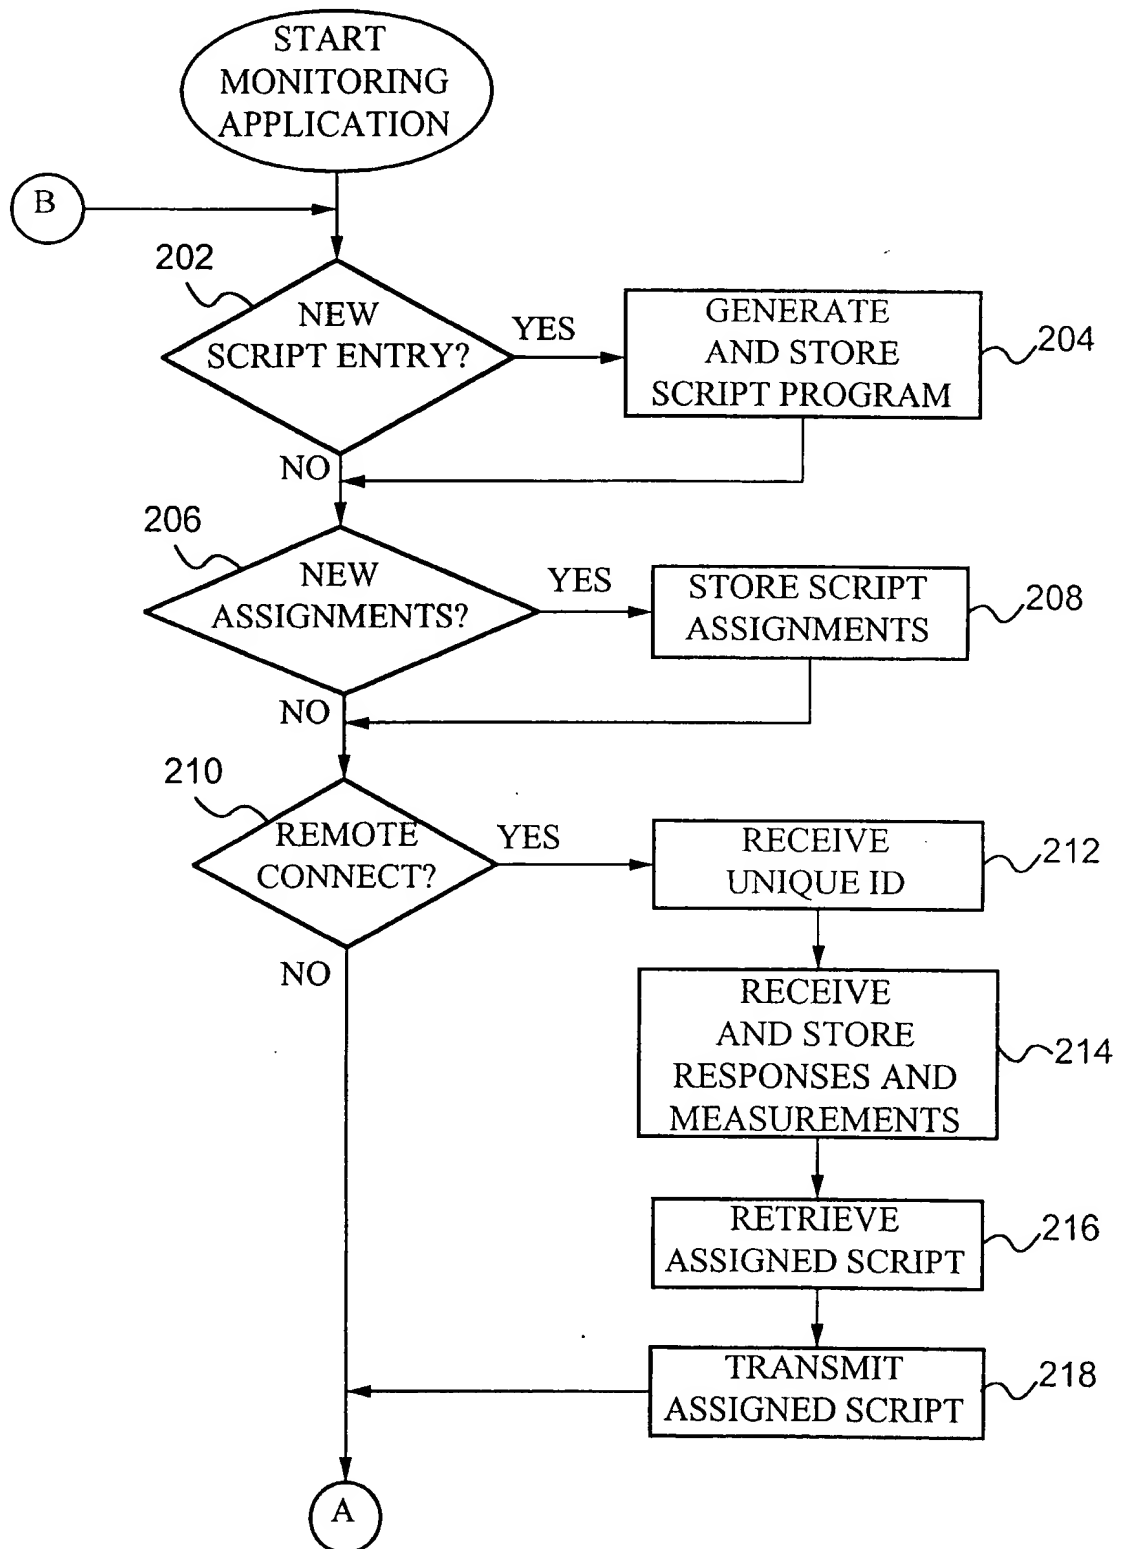 START
MONITORING
APPLICATION
B
202
NEW
SCRIPT ENTRY?
YES
GENERATE
AND STORE
SCRIPT PROGRAM
204
NO
206
NEW
ASSIGNMENTS?
YES
STORE SCRIPT
ASSIGNMENTS
208
NO
210
REMOTE
CONNECT?
YES
RECEIVE
UNIQUE ID
212
NO
RECEIVE
AND STORE
RESPONSES AND
MEASUREMENTS
214
RETRIEVE
ASSIGNED SCRIPT
216
TRANSMIT
ASSIGNED SCRIPT
218
A